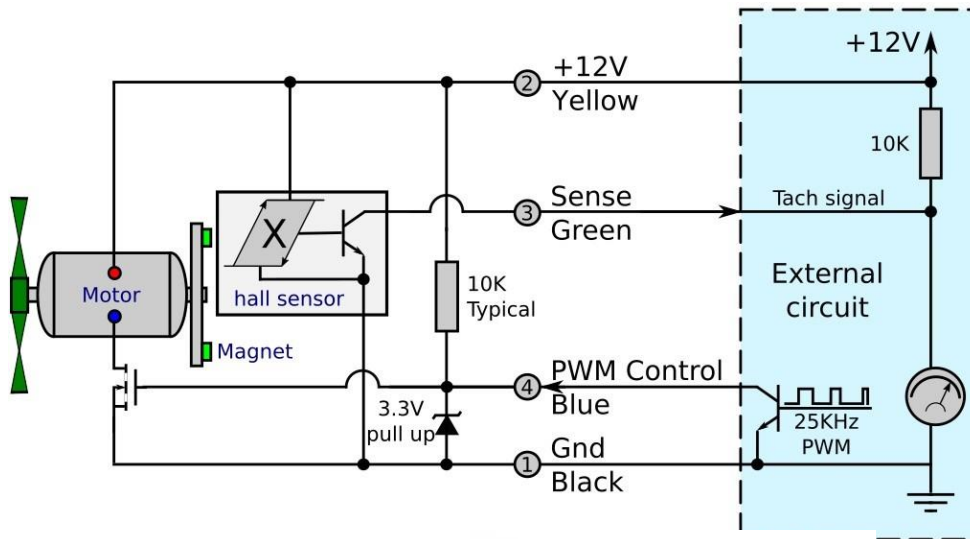 +12V
2
+12V
Yellow
10K
3
Sense
Green
Tach signal
X
hall sensor
10K
Typical
External
circuit
Motor
Magnet
4
PWM Control
Blue
3.3V
pull up
25KHz
PWM
1
Gnd
Black